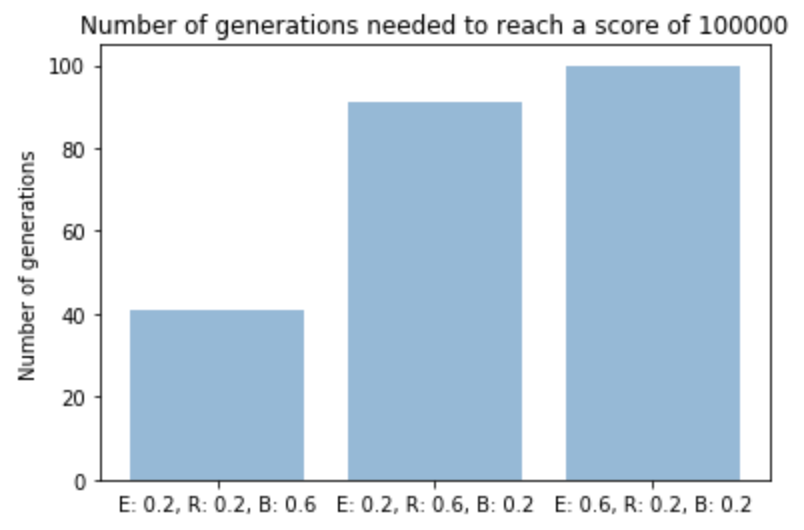 Number of generations needed to reach a score of 100000
Number of generations
100
80
60
40
20
0
E: 0.2, R: 0.2, B: 0.6
E: 0.2, R: 0.6, B: 0.2
E: 0.6, R: 0.2, B: 0.2